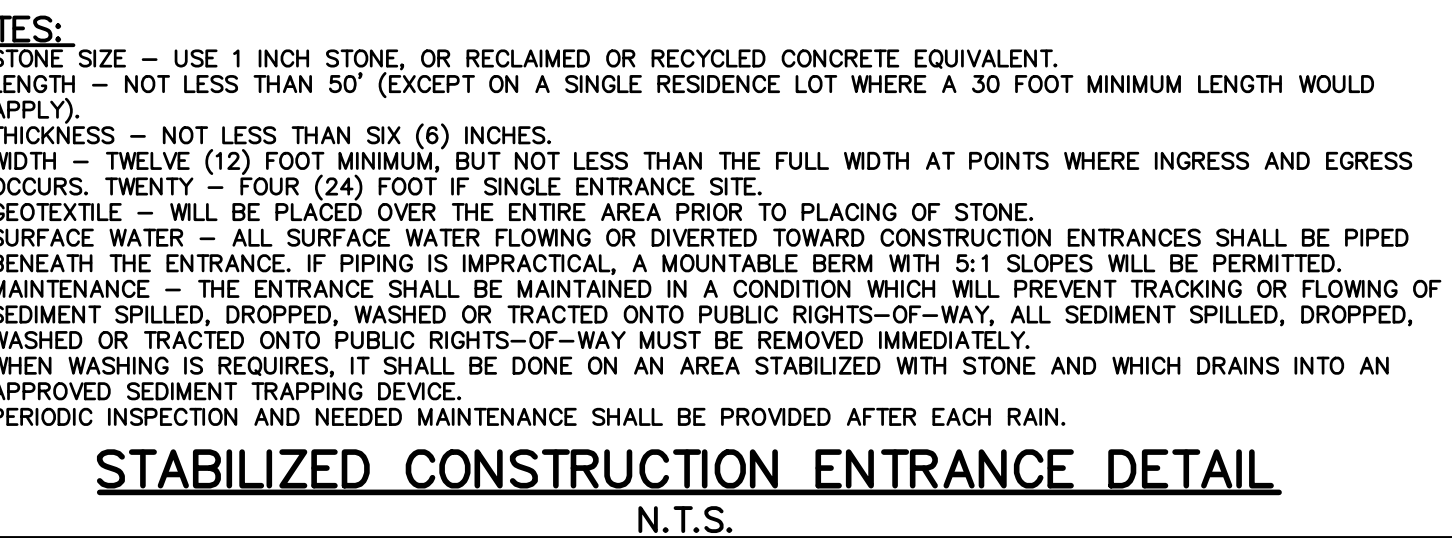 TES:
STONE SIZE – USE 1 INCH STONE, OR RECLAIMED OR RECYCLED CONCRETE EQUIVALENT.
LENGTH – NOT LESS THAN 50' (EXCEPT ON A SINGLE RESIDENCE LOT WHERE A 30 FOOT MINIMUM LENGTH WOULD
APPLY).
THICKNESS – NOT LESS THAN SIX (6) INCHES.
WIDTH – TWELVE (12) FOOT MINIMUM, BUT NOT LESS THAN THE FULL WIDTH AT POINTS WHERE INGRESS AND EGRESS
OCCURS. TWENTY – FOUR (24) FOOT IF SINGLE ENTRANCE SITE.
GEOTEXTILE – WILL BE PLACED OVER THE ENTIRE AREA PRIOR TO PLACING OF STONE.
SURFACE WATER – ALL SURFACE WATER FLOWING OR DIVERTED TOWARD CONSTRUCTION ENTRANCES SHALL BE PIPED
BENEATH THE ENTRANCE. IF PIPING IS IMPRACTICAL, A MOUNTABLE BERM WITH 5:1 SLOPES WILL BE PERMITTED.
MAINTENANCE – THE ENTRANCE SHALL BE MAINTAINED IN A CONDITION WHICH WILL PREVENT TRACKING OR FLOWING OF
SEDIMENT SPILLED, DROPPED, WASHED OR TRACTED ONTO PUBLIC RIGHTS–OF–WAY, ALL SEDIMENT SPILLED, DROPPED,
WASHED OR TRACTED ONTO PUBLIC RIGHTS–OF–WAY MUST BE REMOVED IMMEDIATELY.
WHEN WASHING IS REQUIRES, IT SHALL BE DONE ON AN AREA STABILIZED WITH STONE AND WHICH DRAINS INTO AN
APPROVED SEDIMENT TRAPPING DEVICE.
PERIODIC INSPECTION AND NEEDED MAINTENANCE SHALL BE PROVIDED AFTER EACH RAIN.
STABILIZED CONSTRUCTION ENTRANCE DETAIL
N.T.S.